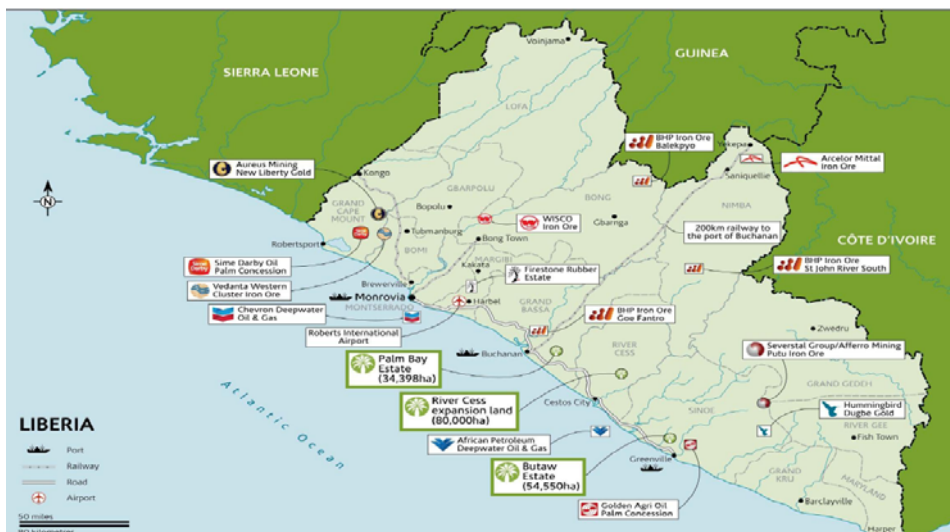 SIERRA LEONE
GUINEA
CÔTE D'IVOIRE
Voinjama
LOFA
BHP Iron Ore
Balekpyo
Yekepa
Arcelor Mittal
Iron Ore
Aureus Mining
New Liberty Gold
Kongo
Saniquellie
GBARPOLU
BONG
NIMBA
GRAND
CAPE
MOUNT
Bopolu
WISCO
Iron Ore
Gbarnga
200km railway to
the port of Buchanan
N
Tubmanburg
Robertsport
BOMI
Bong Town
MARGIBI
Sime
Darby
Sime Darby Oil
Palm Concession
Kakata
Firestone Rubber
Estate
BHP Iron Ore
St John River South
Vedanta Western
Cluster Iron Ore
Brewerville
Monrovia
MONTSERRADO
Harbel
GRAND
BASSA
Chevron Deepwater
Oil & Gas
BHP Iron Ore
Goe Fantro
Roberts International
Airport
Zwedru
Buchanan
RIVER
CESS
Severstal Group/Afferro Mining
Putu Iron Ore
Palm Bay
Estate
(34,398ha)
GRAND GEDEH
River Cess
expansion land
(80,000ha)
Cestos City
SINOE
Hummingbird
Dugbe Gold
Atlantic Ocean
RIVER GEE
LIBERIA
African Petroleum
Deepwater Oil & Gas
Fish Town
Port
Railway
Road
Airport
Greenville
Butaw
Estate
(54,550ha)
GRAND
KRU
MARYLAND
Golden Agri Oil
Palm Concession
Barclayville
50 miles
80 kilometres
Harper